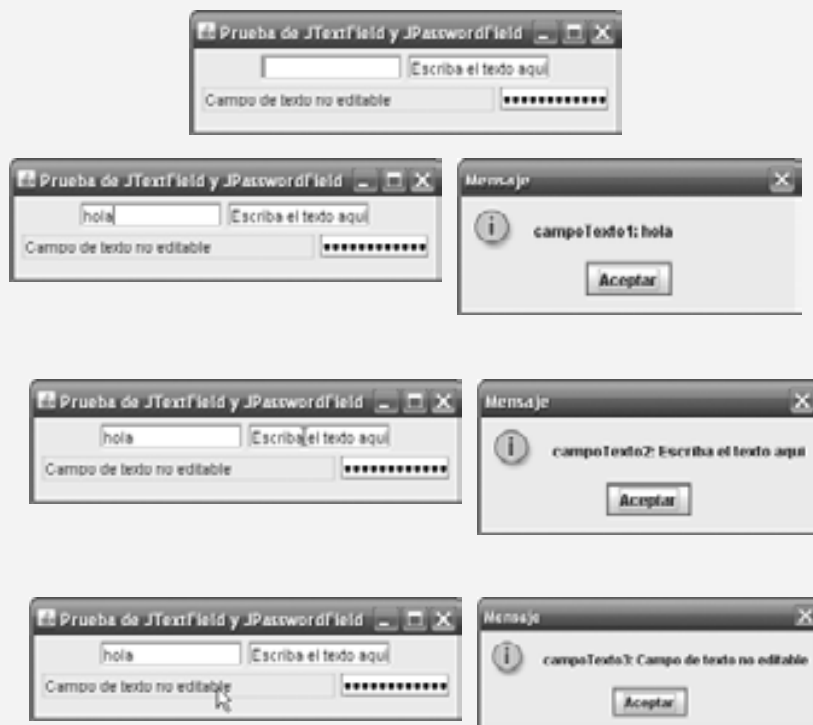 Prueba de JTextField y JPasswordField
Escriba el texto aquí
Campo de texto no editable ••••••••••••
Prueba de JTextField y JPasswordField
hola Escriba el texto aquí
Campo de texto no editable ••••••••••••
Mensaje
campoTexto1: hola
Aceptar
Prueba de JTextField y JPasswordField
hola Escriba el texto aquí
Campo de texto no editable ••••••••••••
Mensaje
campoTexto2: Escriba el texto aquí
Aceptar
Prueba de JTextField y JPasswordField
hola Escriba el texto aquí
Campo de texto no editable ••••••••••••
Mensaje
campoTexto3: Campo de texto no editable
Aceptar